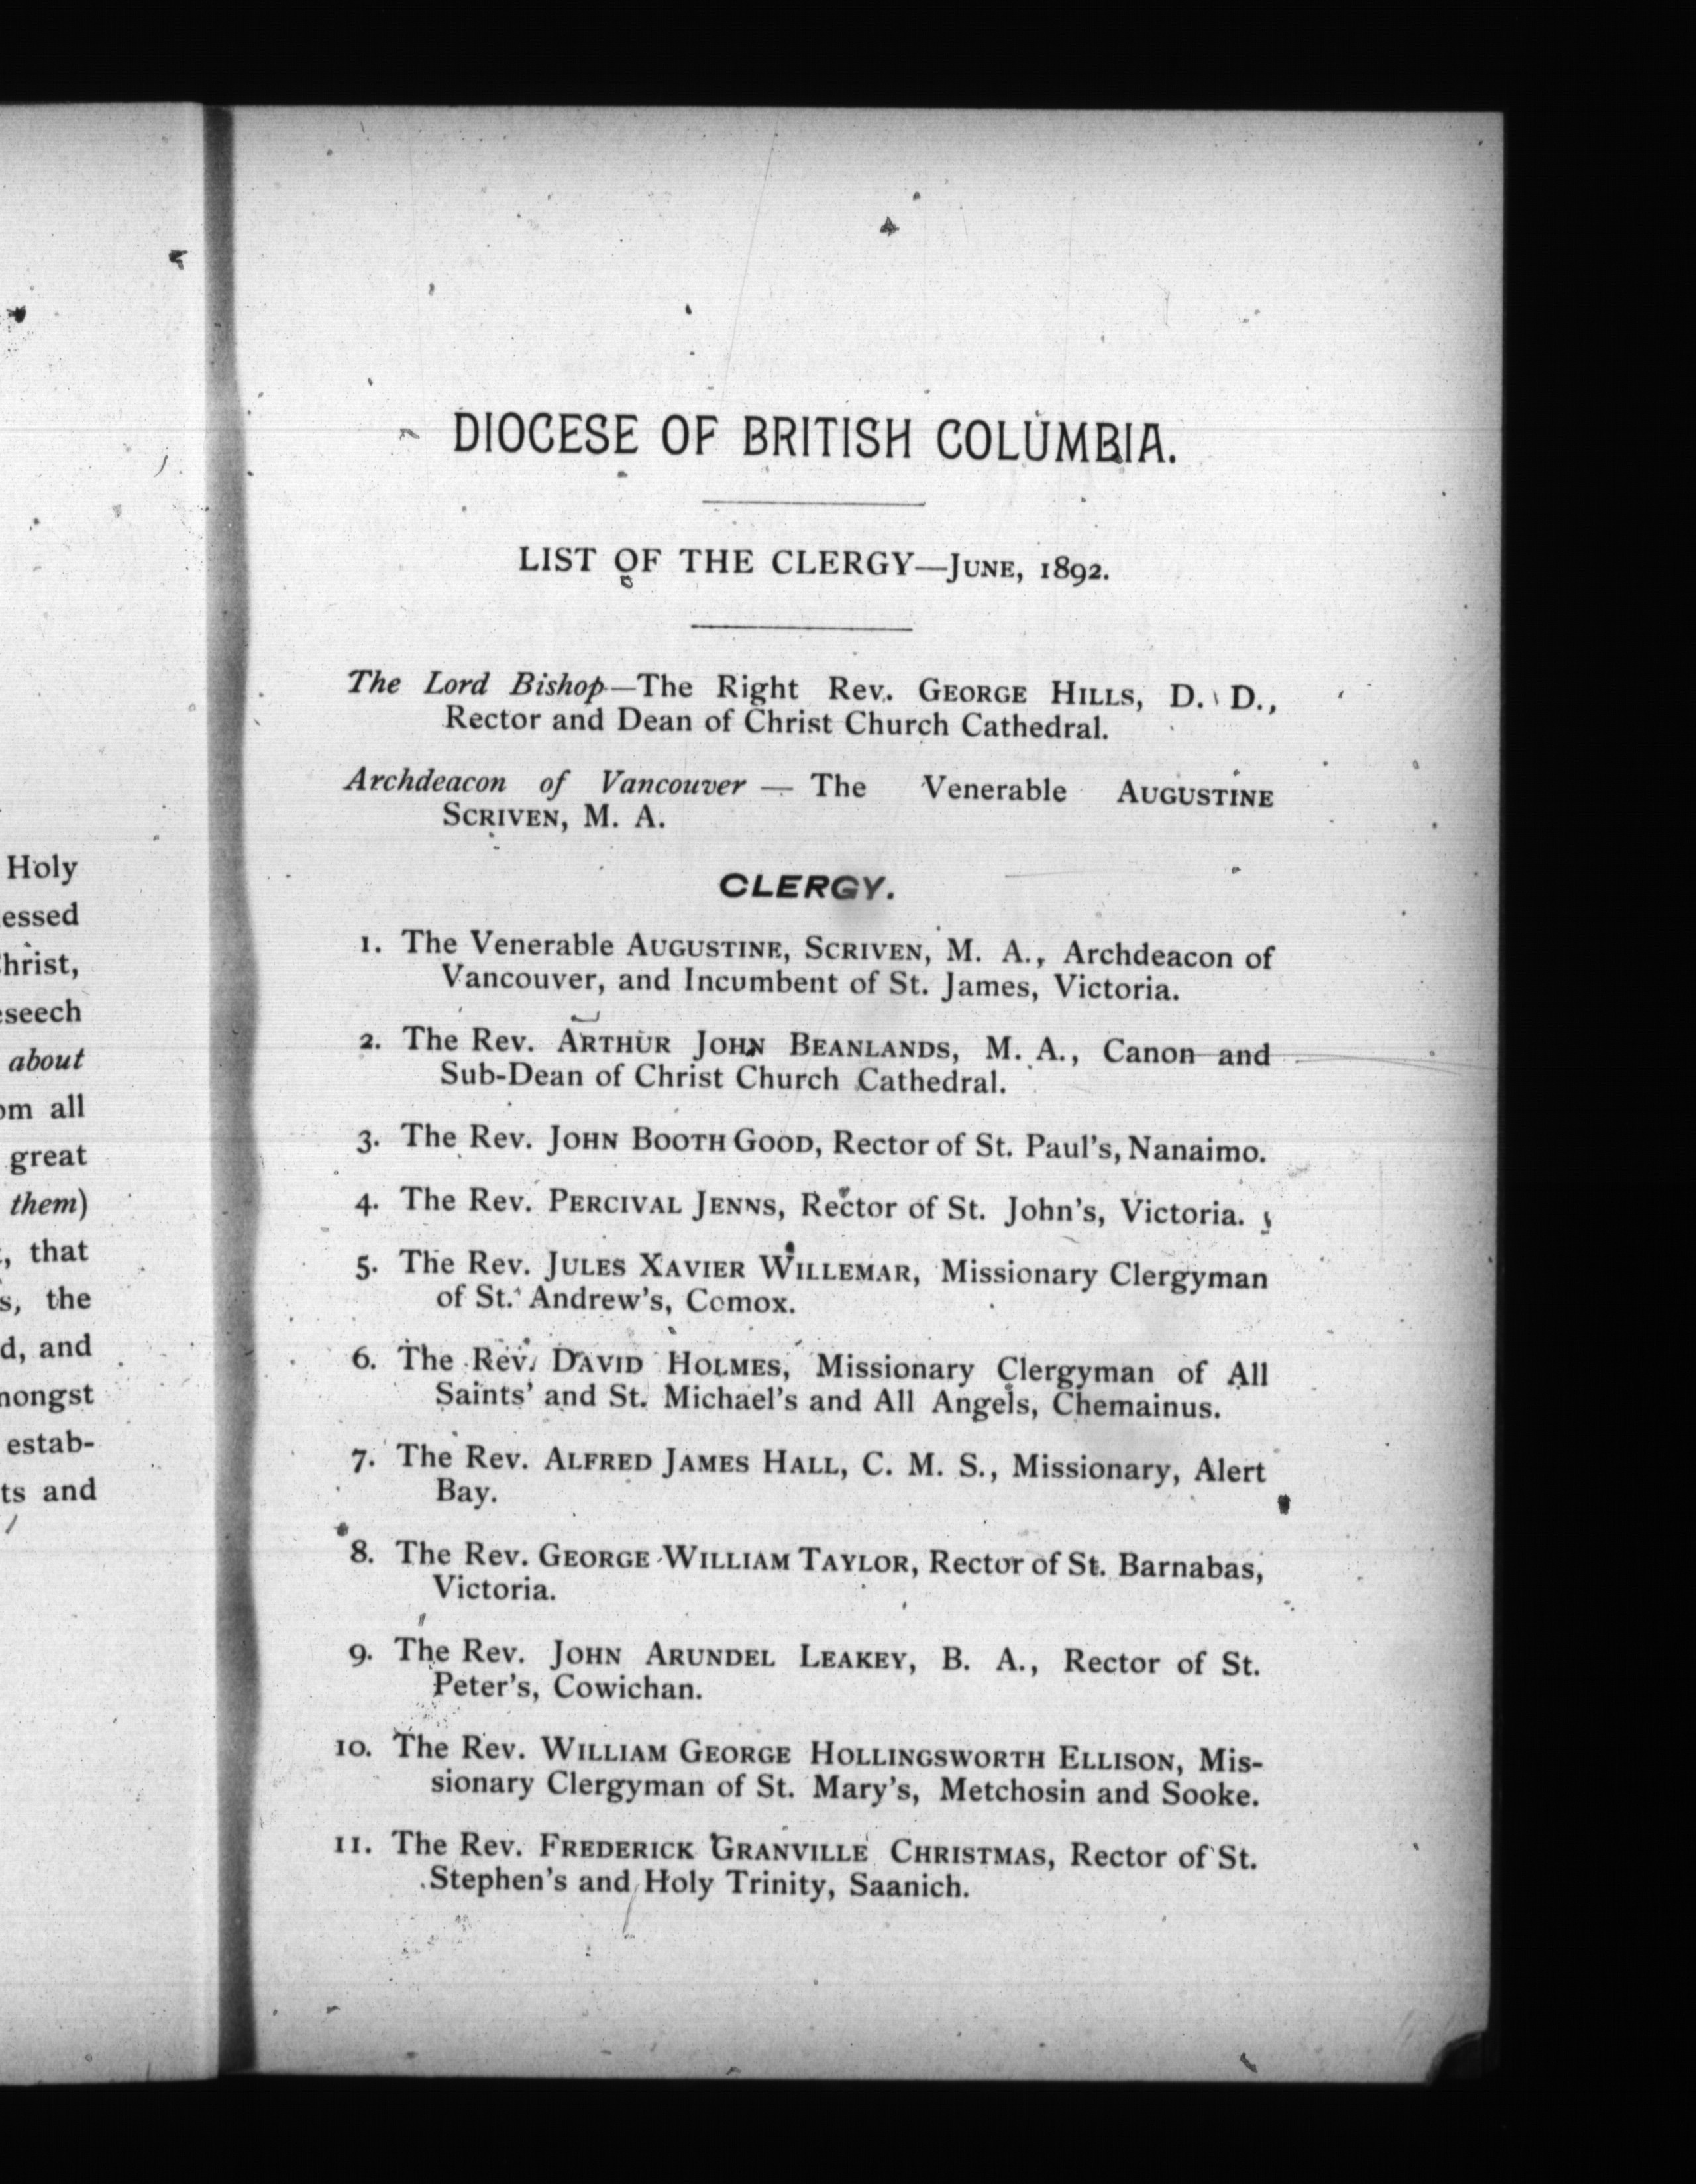 Holy
essed
hrist,
eseech
about
om all
great
them)
, that
s, the
d, and
mongst
estab-
ts and
DIOCESE OF BRITISH COLUMBIA.
LIST OF THE CLERGY—JUNE, 1892.
The Lord Bishop—The Right Rev. GEORGE HILLS, D. D.,
Rector and Dean of Christ Church Cathedral.
Archdeacon of Vancouver — The Venerable AUGUSTINE
SCRIVEN, M. A.
CLERGY.
1. The Venerable AUGUSTINE, SCRIVEN, M. A., Archdeacon of
Vancouver, and Incumbent of St. James, Victoria.
2. The Rev. ARTHUR JOHN BEANLANDS, M. A., Canon and
Sub-Dean of Christ Church Cathedral.
3. The Rev. JOHN BOOTH GOOD, Rector of St. Paul's, Nanaimo.
4. The Rev. PERCIVAL JENNS, Rector of St. John's, Victoria.
5. The Rev. JULES XAVIER WILLEMAR, Missionary Clergyman
of St. Andrew's, Comox.
6. The Rev. DAVID HOLMES, Missionary Clergyman of All
Saints' and St. Michael's and All Angels, Chemainus.
7. The Rev. ALFRED JAMES HALL, C. M. S., Missionary, Alert
Bay.
8. The Rev. GEORGE WILLIAM TAYLOR, Rector of St. Barnabas,
Victoria.
9. The Rev. JOHN ARUNDEL LEAKEY, B. A., Rector of St.
Peter's, Cowichan.
10. The Rev. WILLIAM GEORGE HOLLINGSWORTH ELLISON, Mis-
sionary Clergyman of St. Mary's, Metchosin and Sooke.
11. The Rev. FREDERICK GRANVILLE CHRISTMAS, Rector of St.
Stephen's and Holy Trinity, Saanich.